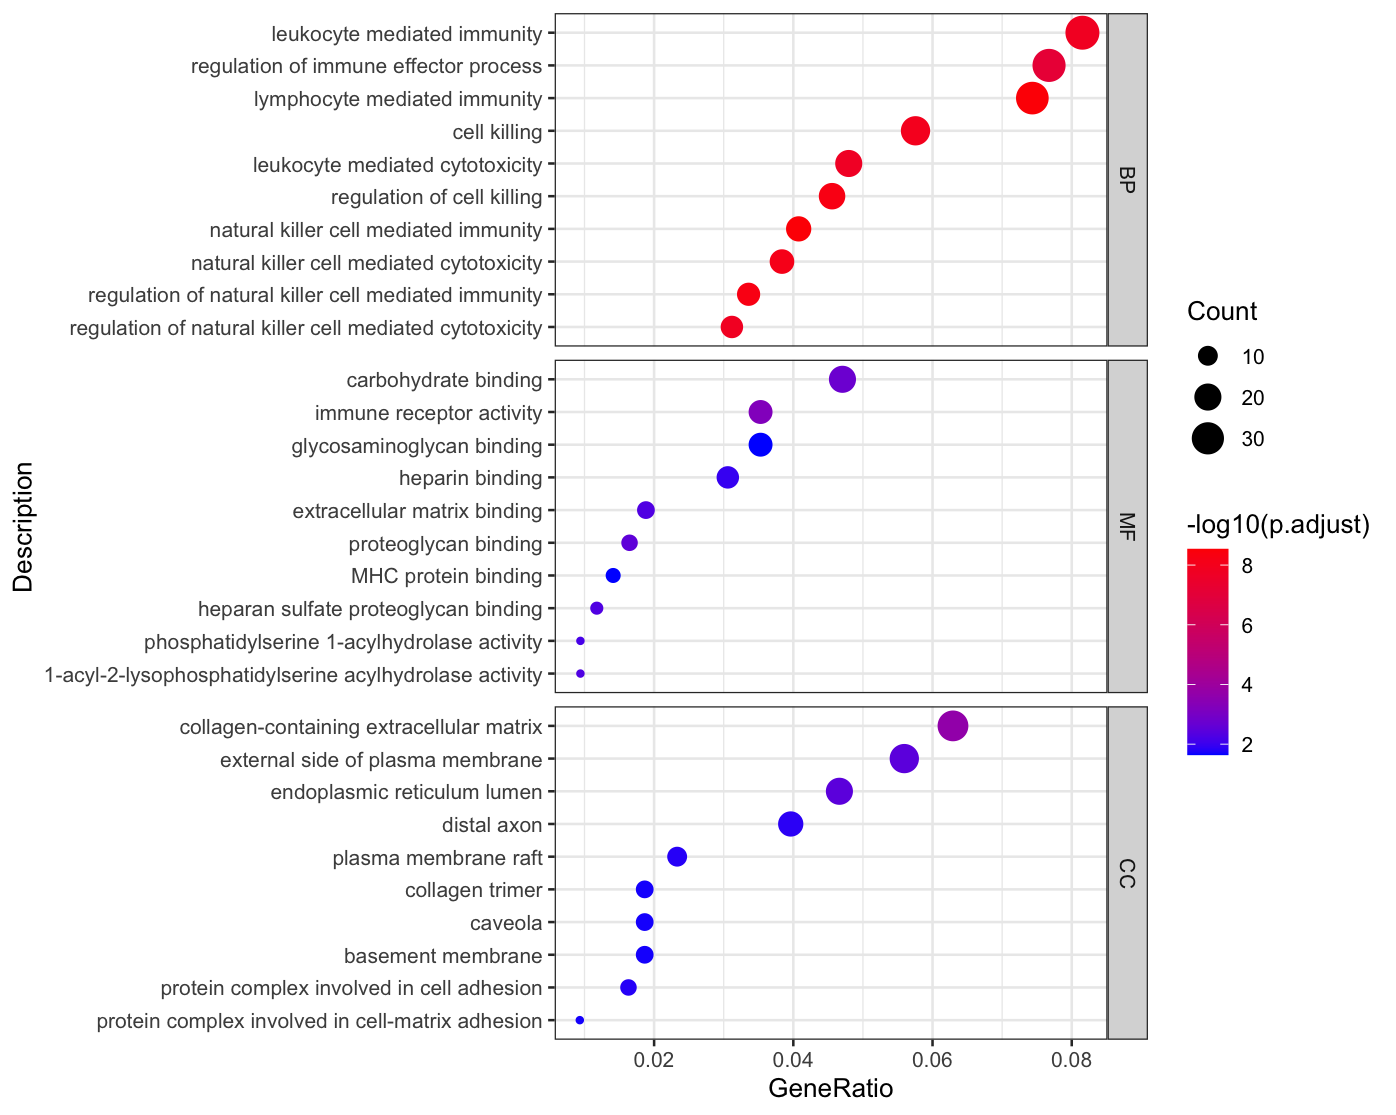 leukocyte mediated immunity
regulation of immune effector process
lymphocyte mediated immunity
cell killing
leukocyte mediated cytotoxicity
regulation of cell killing
natural killer cell mediated immunity
natural killer cell mediated cytotoxicity
regulation of natural killer cell mediated immunity
regulation of natural killer cell mediated cytotoxicity
BP
carbohydrate binding
immune receptor activity
glycosaminoglycan binding
heparin binding
extracellular matrix binding
proteoglycan binding
MHC protein binding
heparan sulfate proteoglycan binding
phosphatidylserine 1-acylhydrolase activity
1-acyl-2-lysophosphatidylserine acylhydrolase activity
MF
collagen-containing extracellular matrix
external side of plasma membrane
endoplasmic reticulum lumen
distal axon
plasma membrane raft
collagen trimer
caveola
basement membrane
protein complex involved in cell adhesion
protein complex involved in cell-matrix adhesion
CC
Description
0.02 0.04 0.06 0.08
GeneRatio
Count
10
20
30
-log10(p.adjust)
8
6
4
2